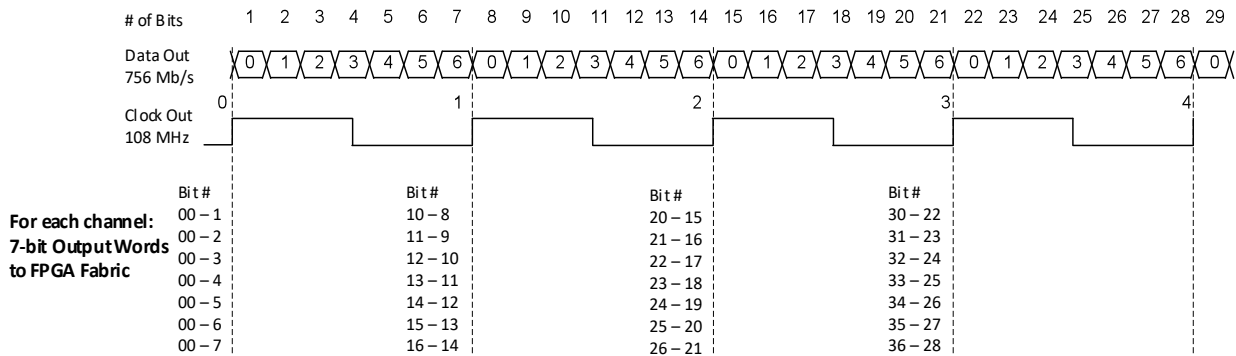 # of Bits 1 2 3 4 5 6 7 8 9 10 11 12 13 14 15 16 17 18 19 20 21 22 23 24 25 26 27 28 29
Data Out 0 1 2 3 4 5 6 0 1 2 3 4 5 6 0 1 2 3 4 5 6 0 1 2 3 4 5 6 0
756 Mb/s
0 1 2 3 4
Clock Out
108 MHz
For each channel:
7-bit Output Words
to FPGA Fabric
Bit #
00 – 1
00 – 2
00 – 3
00 – 4
00 – 5
00 – 6
00 – 7
Bit #
10 – 8
11 – 9
12 – 10
13 – 11
14 – 12
15 – 13
16 – 14
Bit #
20 – 15
21 – 16
22 – 17
23 – 18
24 – 19
25 – 20
26 – 21
Bit #
30 – 22
31 – 23
32 – 24
33 – 25
34 – 26
35 – 27
36 – 28